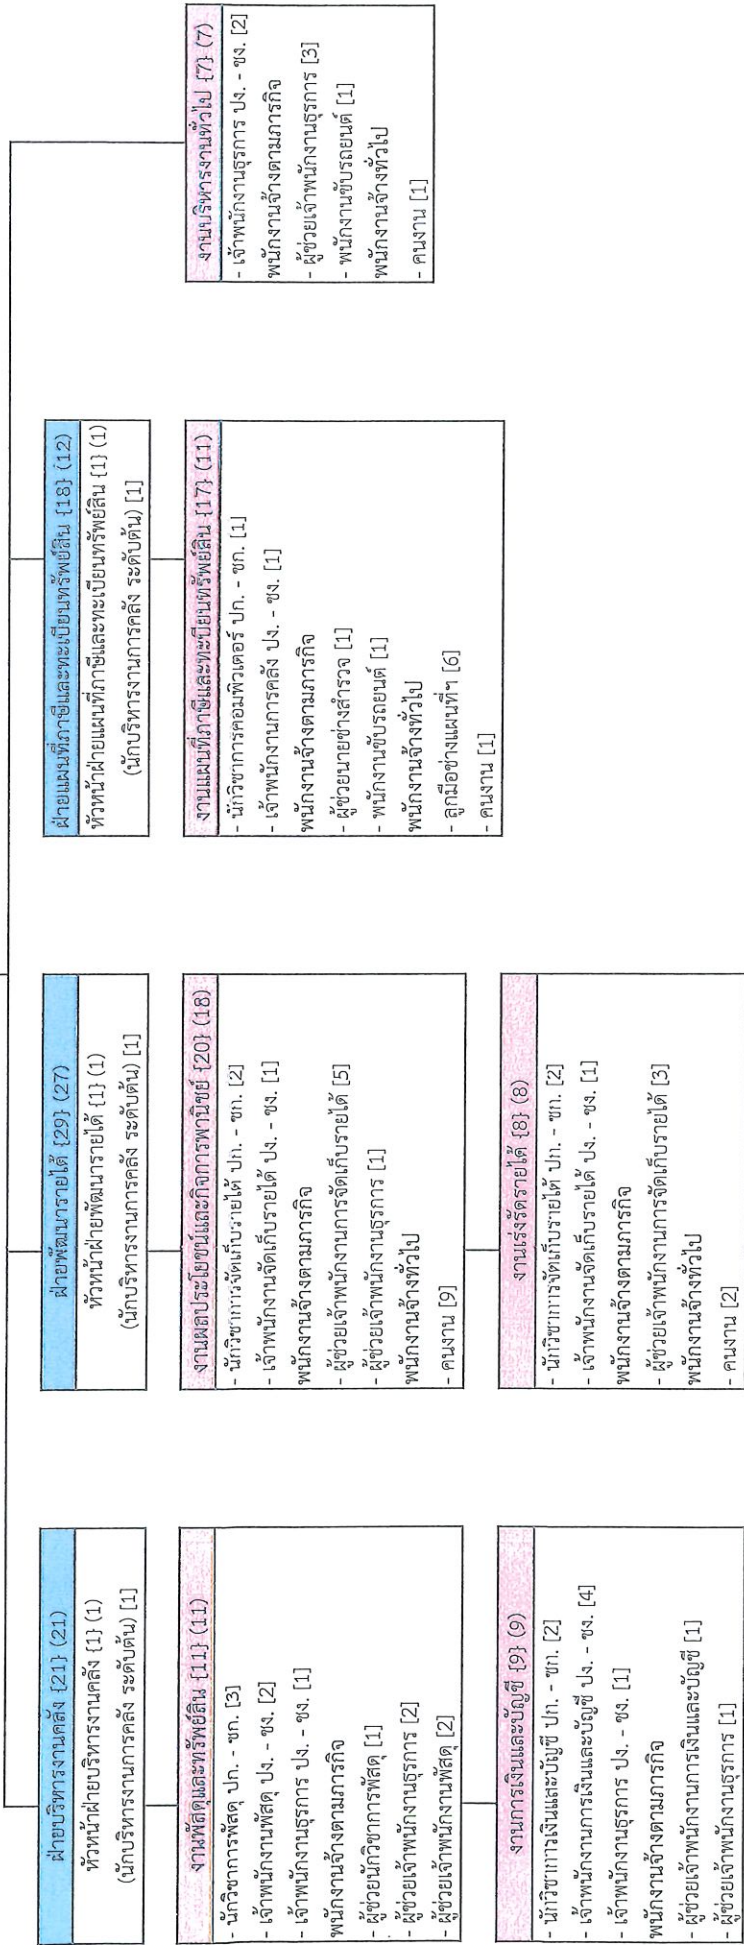 ฝ่ายบริหารงานคลัง {21} (21)
หัวหน้าฝ่ายบริหารงานคลัง {1} (1)
(นักบริหารงานการคลัง ระดับต้น) [1]
งานพัสดุและทรัพย์สิน {11} (11)
- นักวิชาการพัสดุ ปก. - ชก. [3]
- เจ้าพนักงานพัสดุ ปง. - ชง. [2]
- เจ้าพนักงานธุรการ ปง. - ชง. [1]
พนักงานจ้างตามภารกิจ
- ผู้ช่วยนักวิชาการพัสดุ [1]
- ผู้ช่วยเจ้าพนักงานธุรการ [2]
- ผู้ช่วยเจ้าพนักงานพัสดุ [2]
งานการเงินและบัญชี {9} (9)
- นักวิชาการเงินและบัญชี ปก. - ชก. [2]
- เจ้าพนักงานการเงินและบัญชี ปง. - ชง. [4]
- เจ้าพนักงานธุรการ ปง. - ชง. [1]
พนักงานจ้างตามภารกิจ
- ผู้ช่วยเจ้าพนักงานการเงินและบัญชี [1]
- ผู้ช่วยเจ้าพนักงานธุรการ [1]
ฝ่ายพัฒนารายได้ {29} (27)
หัวหน้าฝ่ายพัฒนารายได้ {1} (1)
(นักบริหารงานการคลัง ระดับต้น) [1]
งานผลประโยชน์และกิจการพานิชย์ {20} (18)
- นักวิชาการจัดเก็บรายได้ ปก. - ชก. [2]
- เจ้าพนักงานจัดเก็บรายได้ ปง. - ชง. [1]
พนักงานจ้างตามภารกิจ
- ผู้ช่วยเจ้าพนักงานการจัดเก็บรายได้ [5]
- ผู้ช่วยเจ้าพนักงานธุรการ [1]
พนักงานจ้างทั่วไป
- คนงาน [9]
งานเร่งรัดรายได้ {8} (8)
- นักวิชาการจัดเก็บรายได้ ปก. - ชก. [2]
- เจ้าพนักงานจัดเก็บรายได้ ปง. - ชง. [1]
พนักงานจ้างตามภารกิจ
- ผู้ช่วยเจ้าพนักงานการจัดเก็บรายได้ [3]
พนักงานจ้างทั่วไป
- คนงาน [2]
ฝ่ายแผนที่ภาษีและทะเบียนทรัพย์สิน {18} (12)
หัวหน้าฝ่ายแผนที่ภาษีและทะเบียนทรัพย์สิน {1} (1)
(นักบริหารงานการคลัง ระดับต้น) [1]
งานแผนที่ภาษีและทะเบียนทรัพย์สิน {17} (11)
- นักวิชาการคอมพิวเตอร์ ปก. - ชก. [1]
- เจ้าพนักงานการคลัง ปง. - ชง. [1]
พนักงานจ้างตามภารกิจ
- ผู้ช่วยนายช่างสำรวจ [1]
- พนักงานขับรถยนต์ [1]
พนักงานจ้างทั่วไป
- ลูกมือช่างแผนที่ฯ [6]
- คนงาน [1]
งานบริหารงานทั่วไป {7} (7)
- เจ้าพนักงานธุรการ ปง. - ชง. [2]
พนักงานจ้างตามภารกิจ
- ผู้ช่วยเจ้าพนักงานธุรการ [3]
- พนักงานขับรถยนต์ [1]
พนักงานจ้างทั่วไป
- คนงาน [1]